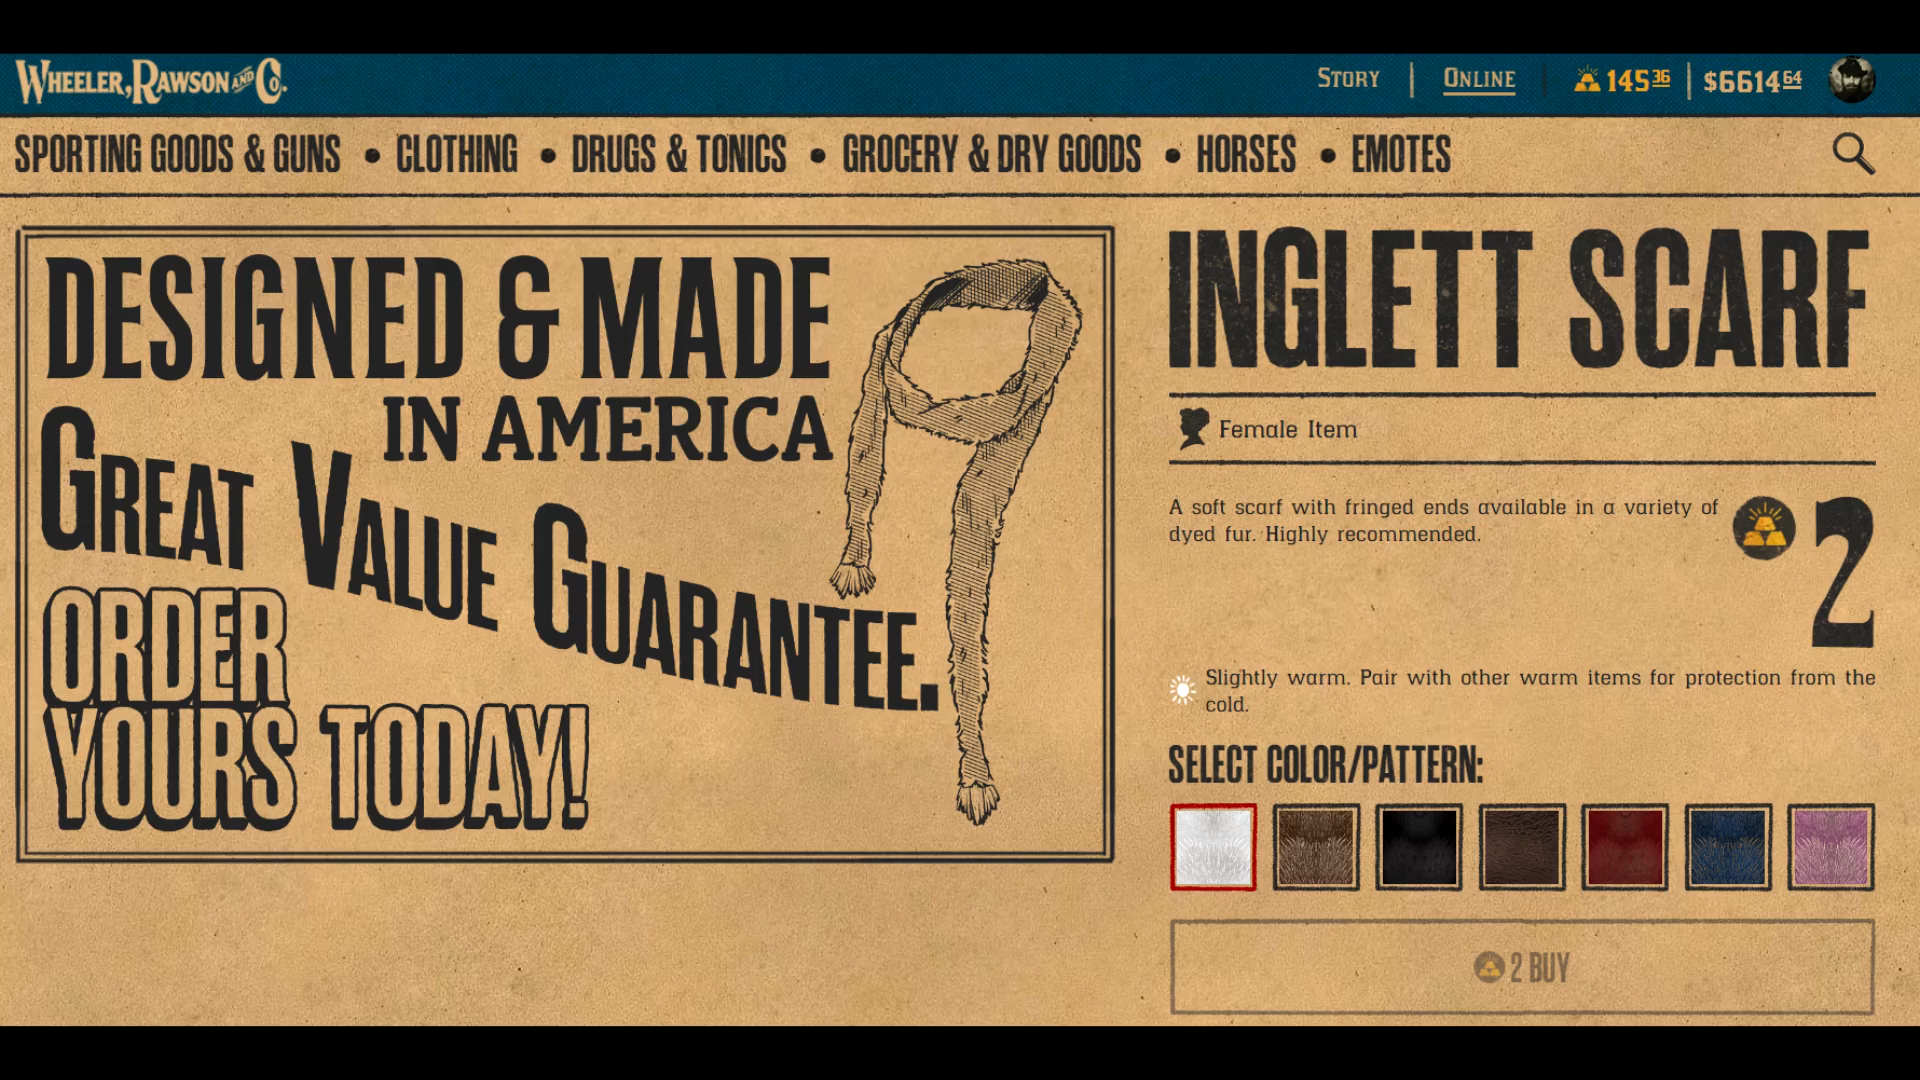 WHEELER, RAWSON AND CO.
STORY
ONLINE
145 36
$6614 64
SPORTING GOODS & GUNS • CLOTHING • DRUGS & TONICS • GROCERY & DRY GOODS • HORSES • EMOTES
DESIGNED & MADE
IN AMERICA
GREAT VALUE GUARANTEE.
ORDER
YOURS TODAY!
INGLETT SCARF
Female Item
A soft scarf with fringed ends available in a variety of
dyed fur. Highly recommended.
2
Slightly warm. Pair with other warm items for protection from the
cold.
SELECT COLOR/PATTERN:
2 BUY